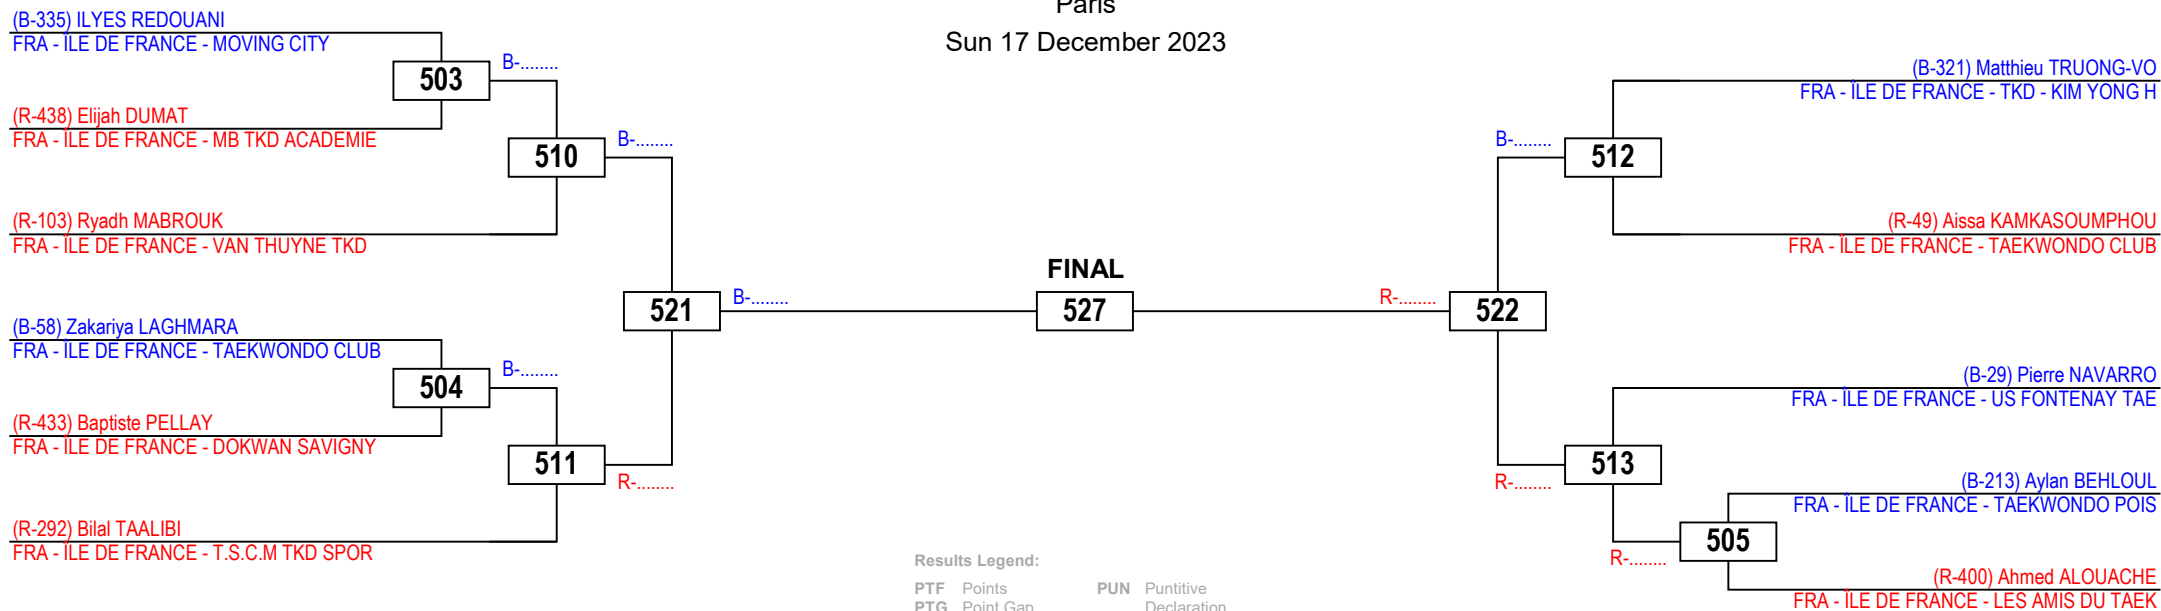 Paris
Sun 17 December 2023
(B-335) ILYES REDOUANI
FRA - ÎLE DE FRANCE - MOVING CITY
503
B-........
(R-438) Elijah DUMAT
FRA - ÎLE DE FRANCE - MB TKD ACADEMIE
510
B-........
(R-103) Ryadh MABROUK
FRA - ÎLE DE FRANCE - VAN THUYNE TKD
521
B-........
(B-58) Zakariya LAGHMARA
FRA - ÎLE DE FRANCE - TAEKWONDO CLUB
504
B-........
(R-433) Baptiste PELLAY
FRA - ÎLE DE FRANCE - DOKWAN SAVIGNY
511
R-........
(R-292) Bilal TAALIBI
FRA - ÎLE DE FRANCE - T.S.C.M TKD SPOR
FINAL
527
(B-321) Matthieu TRUONG-VO
FRA - ÎLE DE FRANCE - TKD - KIM YONG H
B-........
512
(R-49) Aissa KAMKASOUMPHOU
FRA - ÎLE DE FRANCE - TAEKWONDO CLUB
R-........
522
(B-29) Pierre NAVARRO
FRA - ÎLE DE FRANCE - US FONTENAY TAE
513
R-........
(B-213) Aylan BEHLOUL
FRA - ÎLE DE FRANCE - TAEKWONDO POIS
505
R-........
(R-400) Ahmed ALOUACHE
FRA - ÎLE DE FRANCE - LES AMIS DU TAEK
Results Legend:
PTF Points PUN Puntitive
PTG Point Gap Declaration